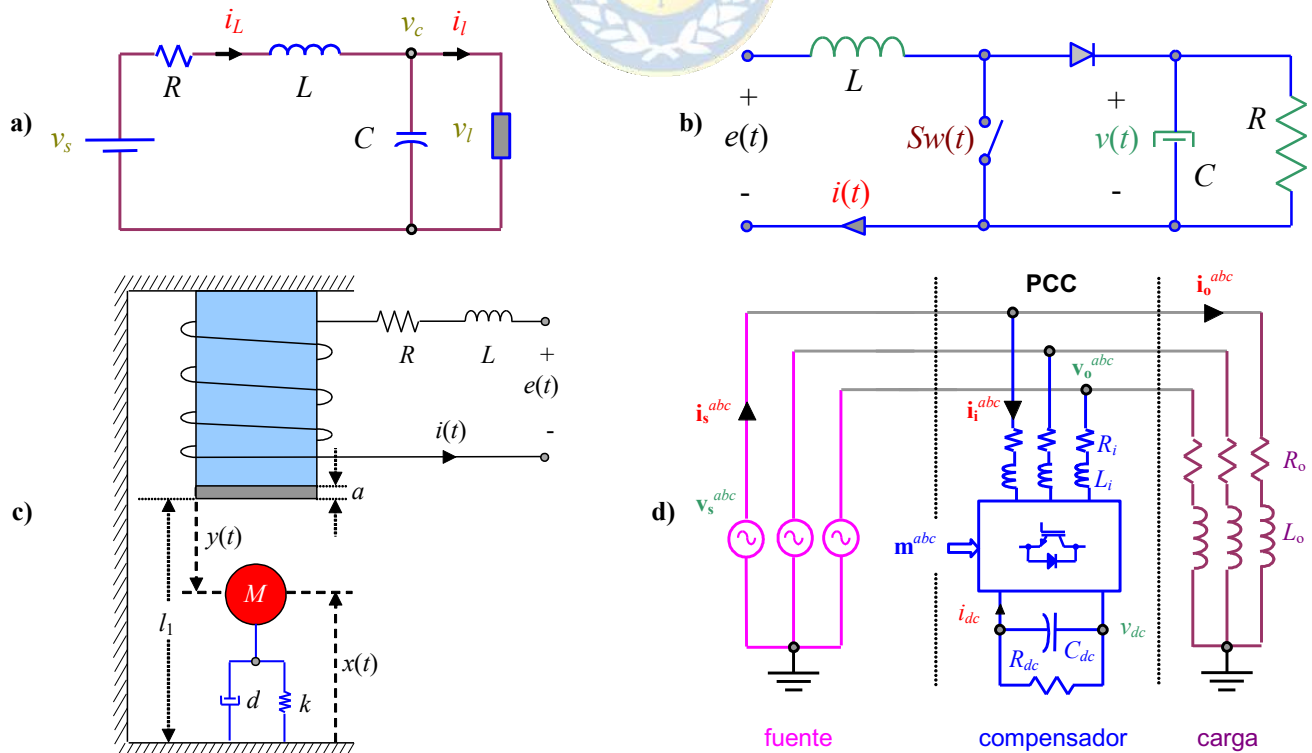 a)
i_L
v_c
i_l
R
L
v_s
C
v_l
b)
L
+
e(t)
-
Sw(t)
i(t)
+
v(t)
-
C
R
c)
R
L
+
e(t)
-
i(t)
a
y(t)
M
l_1
x(t)
d
k
d)
PCC
i_o^abc
v_o^abc
i_s^abc
i_i^abc
R_i
L_i
v_s^abc
m^abc
R_o
L_o
i_dc
v_dc
C_dc
R_dc
fuente
compensador
carga